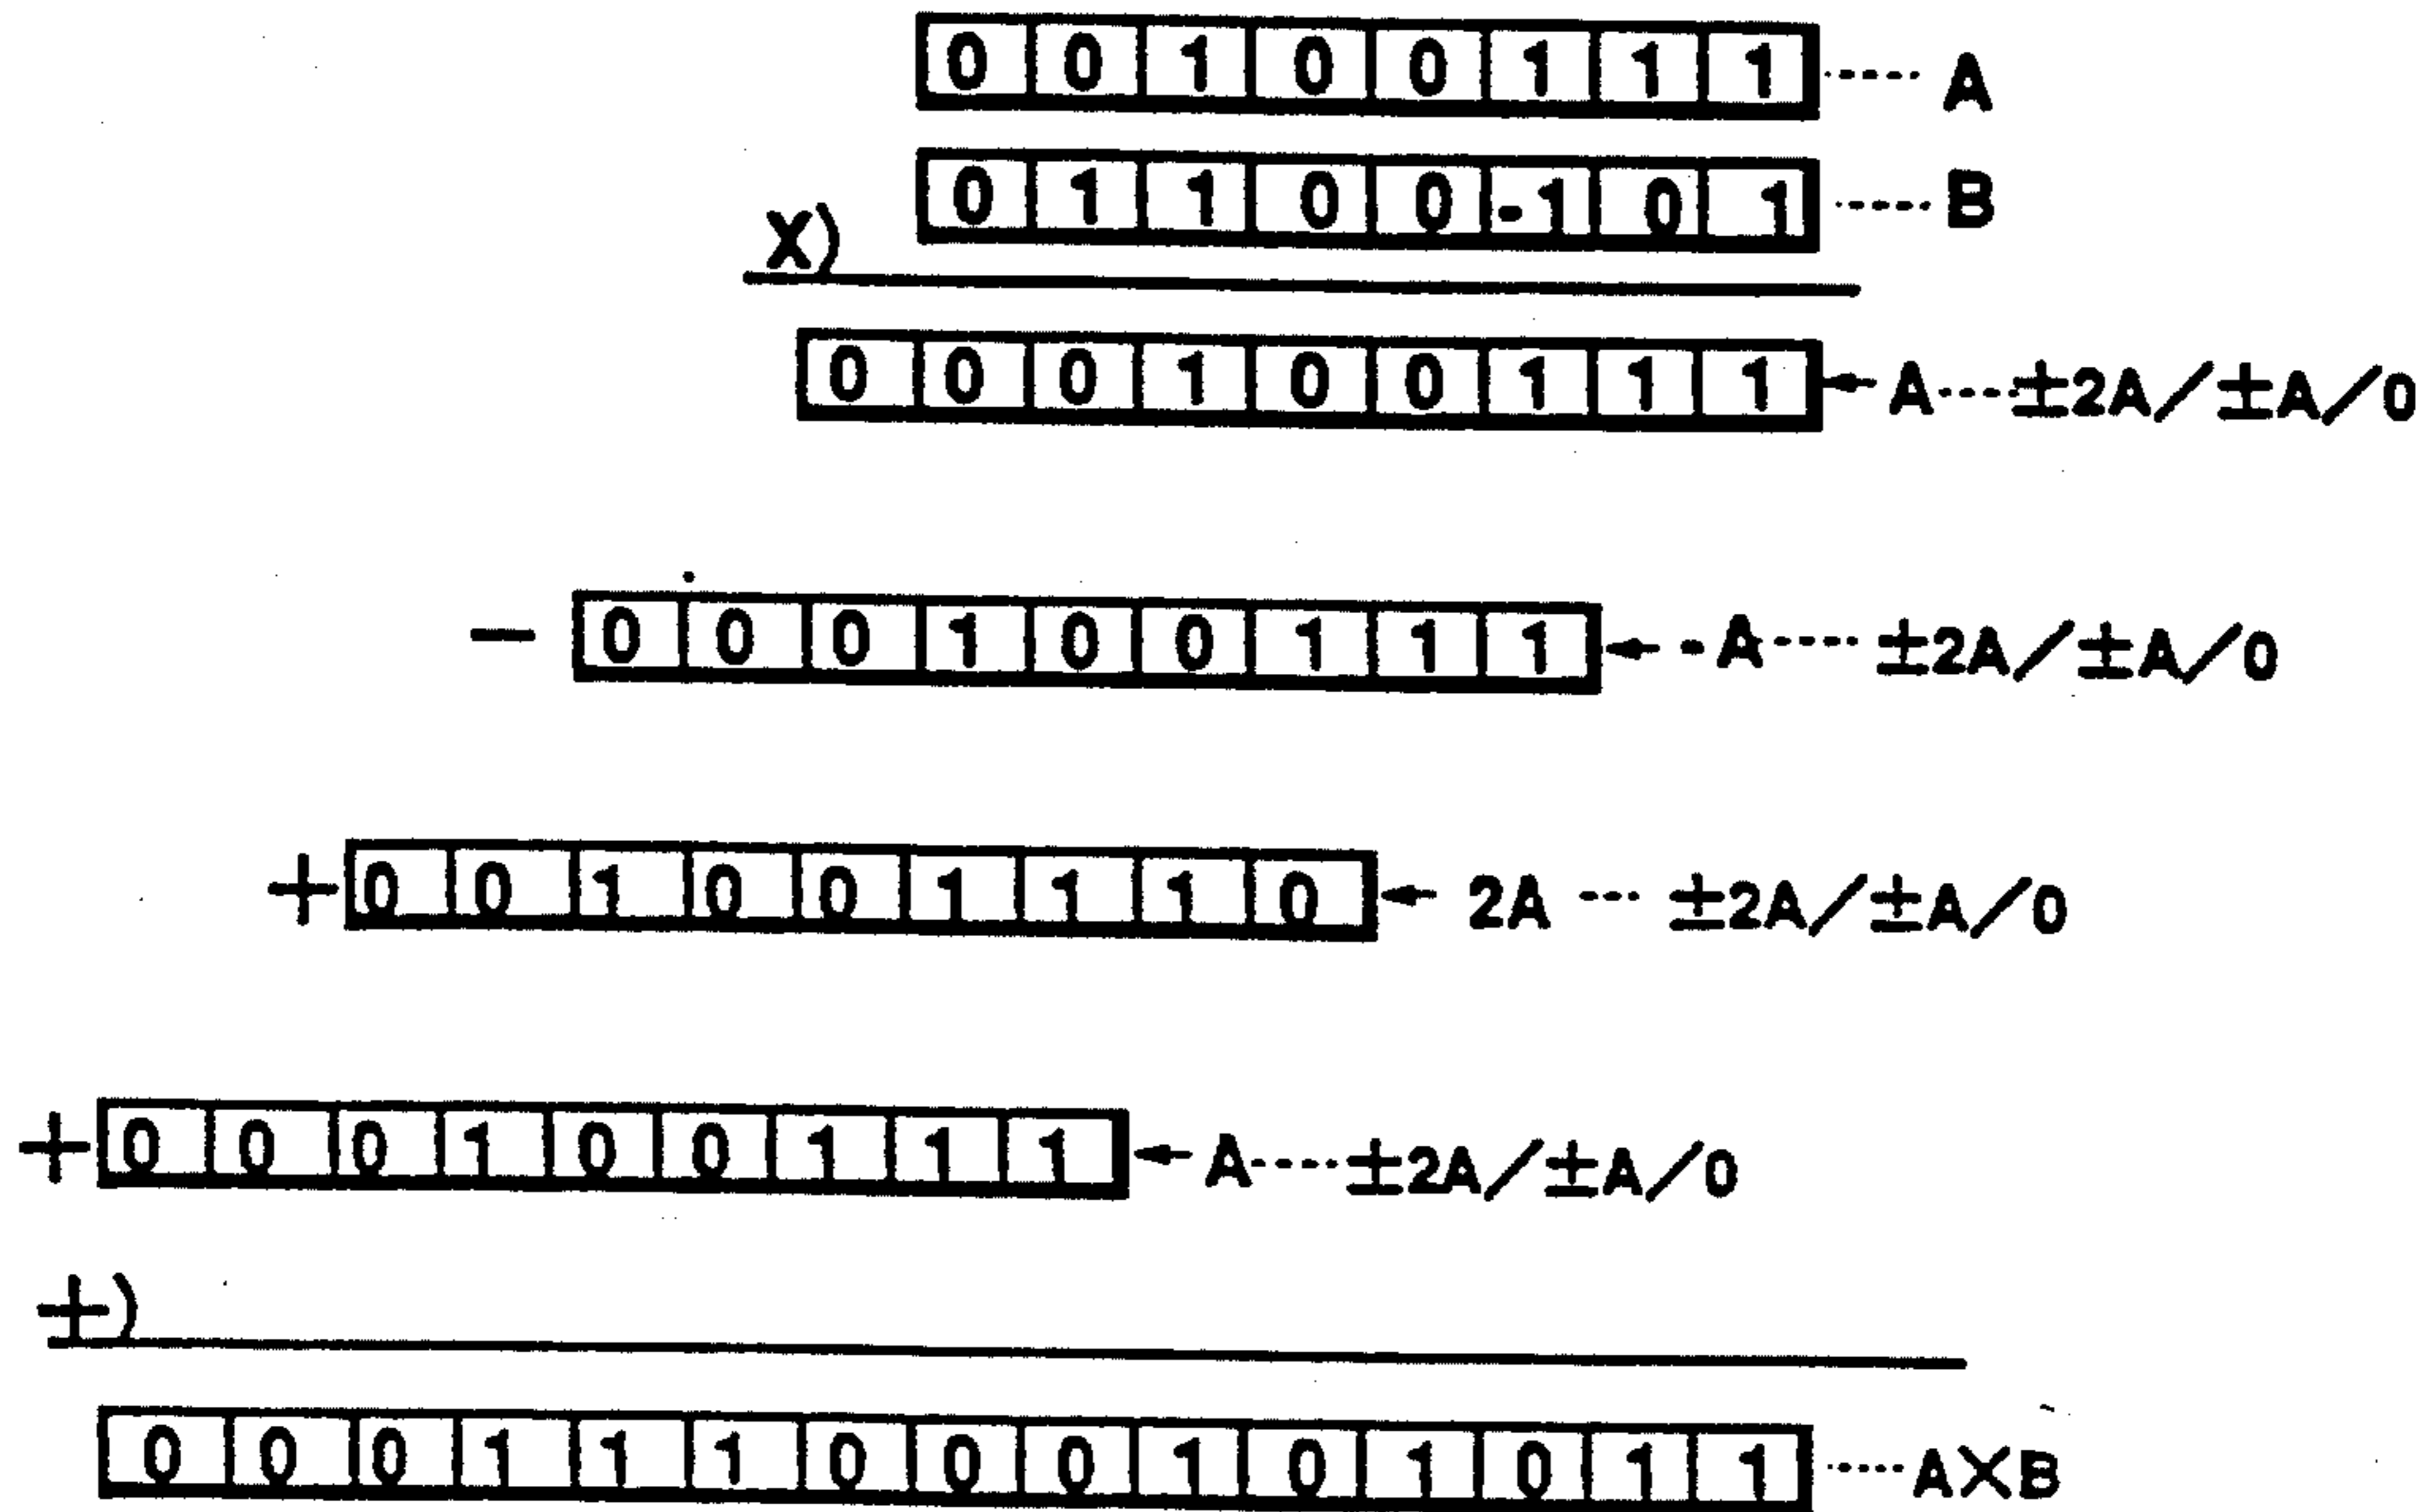 0 0 1 0 0 1 1 1 ····· A
0 1 1 0 0 .1 0 1 ····· B
X)
0 0 0 1 0 0 1 1 1 ← A ···· ±2A/±A/0
− 0 0 0 1 0 0 1 1 1 ← -A ···· ±2A/±A/0
+ 0 0 1 0 0 1 1 1 0 ← 2A ··· ±2A/±A/0
+ 0 0 0 1 0 0 1 1 1 ← A ···· ±2A/±A/0
+)
0 0 0 1 1 1 0 0 0 1 0 1 0 1 1 ····· A×B